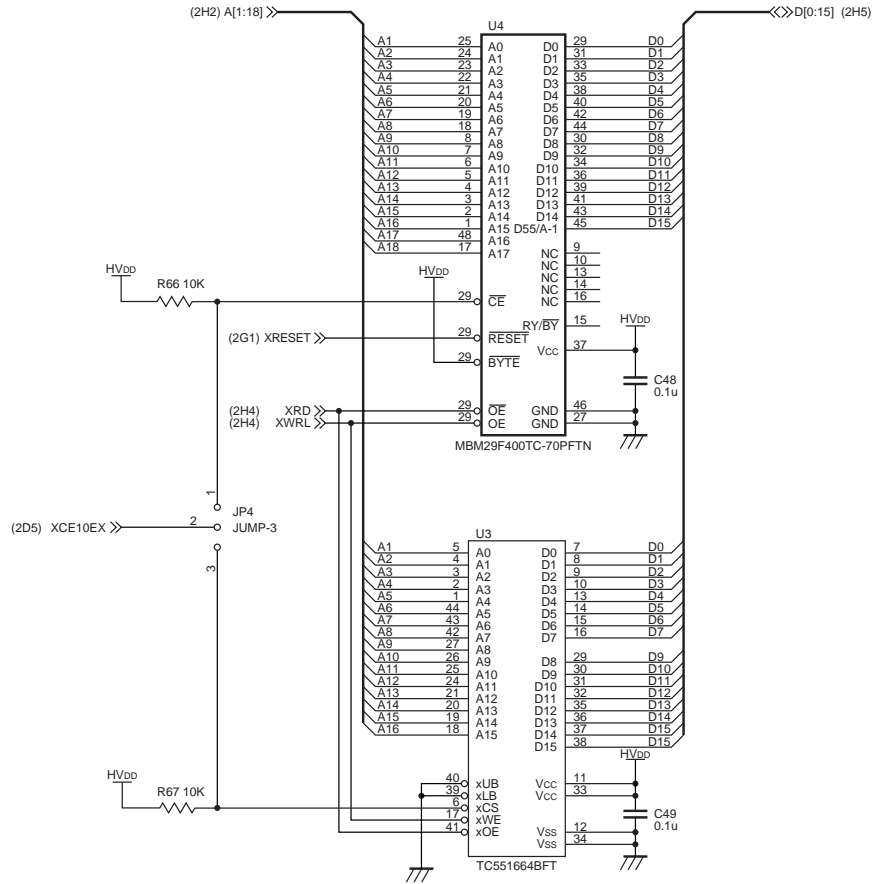 (2H2) A[1:18]
D[0:15] (2H5)
U4
A1 25 A0 D0 29 D0
A2 24 A1 D1 31 D1
A3 23 A2 D2 33 D2
A4 22 A3 D3 35 D3
A5 21 A4 D4 38 D4
A6 20 A5 D5 40 D5
A7 19 A6 D6 42 D6
A8 18 A7 D7 44 D7
A9 8 A8 D8 30 D8
A10 7 A9 D9 32 D9
A11 6 A10 D10 34 D10
A12 5 A11 D11 36 D11
A13 4 A12 D12 39 D12
A14 3 A13 D13 41 D13
A15 2 A14 D14 43 D14
A16 1 A15 D55/A-1 45 D15
A17 48 A16
A18 17 A17 NC 9
NC 10
NC 13
NC 14
NC 16
HVDD
R66 10K
HVDD
29 CE
RY/BY 15
HVDD
(2G1) XRESET 29 RESET
Vcc 37
29 BYTE
C48
0.1u
(2H4) XRD 29 OE GND 46
(2H4) XWRL 29 OE GND 27
MBM29F400TC-70PFTN
1
JP4
(2D5) XCE10EX 2 JUMP-3
3
U3
A1 5 A0 D0 7 D0
A2 4 A1 D1 8 D1
A3 3 A2 D2 9 D2
A4 2 A3 D3 10 D3
A5 1 A4 D4 13 D4
A6 44 A5 D5 14 D5
A7 43 A6 D6 15 D6
A8 42 A7 D7 16 D7
A9 27 A8
A10 26 A9 D8 29 D9
A11 25 A10 D9 30 D10
A12 24 A11 D10 31 D11
A13 21 A12 D11 32 D12
A14 20 A13 D12 35 D13
A15 19 A14 D13 36 D14
A16 18 A15 D14 37 D15
D15 38 D15
HVDD
HVDD
R67 10K
40 xUB Vcc 11
39 xLB Vcc 33
6 xCS
17 xWE
41 xOE
C49
0.1u
Vss 12
Vss 34
TC551664BFT